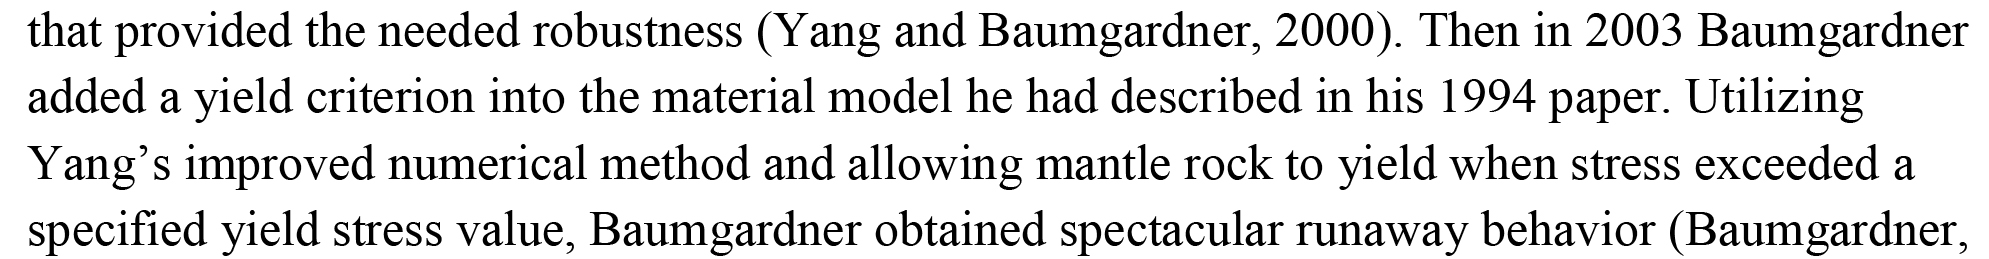 that provided the needed robustness (Yang and Baumgardner, 2000). Then in 2003 Baumgardner
added a yield criterion into the material model he had described in his 1994 paper. Utilizing
Yang’s improved numerical method and allowing mantle rock to yield when stress exceeded a
specified yield stress value, Baumgardner obtained spectacular runaway behavior (Baumgardner,